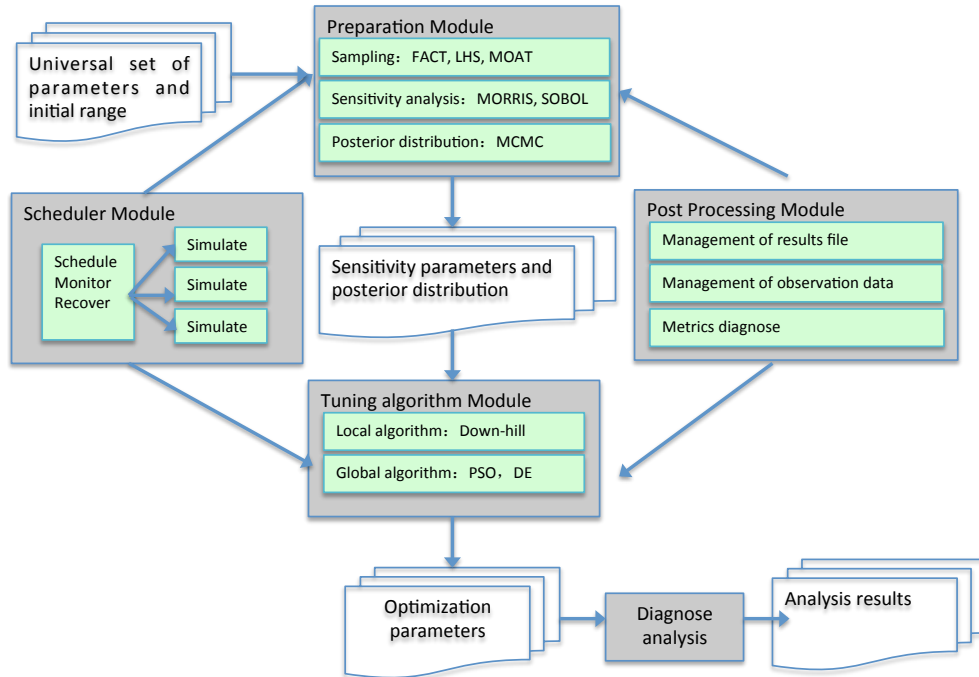 Preparation Module
Sampling：FACT, LHS, MOAT
Sensitivity analysis：MORRIS, SOBOL
Posterior distribution：MCMC
Universal set of
parameters and
initial range
Scheduler Module
Schedule
Monitor
Recover
Simulate
Simulate
Simulate
Sensitivity parameters and
posterior distribution
Post Processing Module
Management of results file
Management of observation data
Metrics diagnose
Tuning algorithm Module
Local algorithm：Down-hill
Global algorithm：PSO，DE
Optimization
parameters
Diagnose
analysis
Analysis results